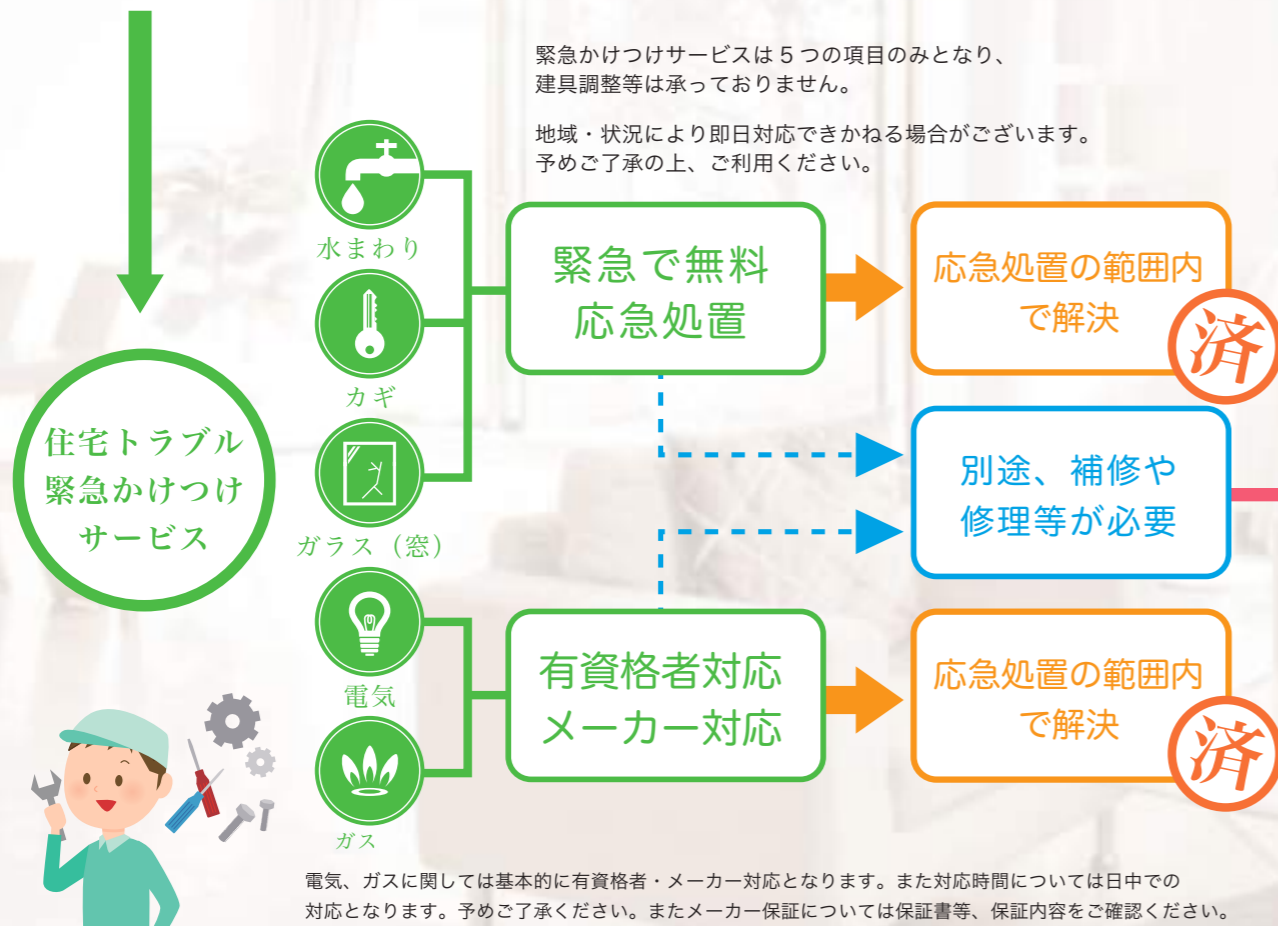 緊急かけつけサービスは 5 つの項目のみとなり、
建具調整等は承っておりません。
地域・状況により即日対応できかねる場合がございます。
予めご了承の上、ご利用ください。
住宅トラブル
緊急かけつけ
サービス
水まわり
カギ
ガラス（窓）
電気
ガス
緊急で無料
応急処置
応急処置の範囲内
で解決
済
別途、補修や
修理等が必要
有資格者対応
メーカー対応
応急処置の範囲内
で解決
済
電気、ガスに関しては基本的に有資格者・メーカー対応となります。また対応時間については日中での
対応となります。予めご了承ください。またメーカー保証については保証書等、保証内容をご確認ください。